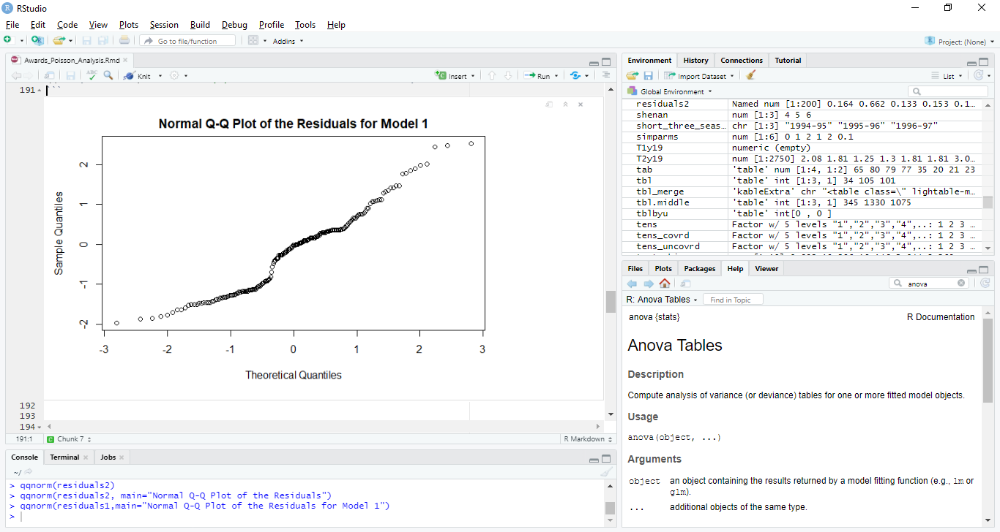 RStudio
File Edit Code View Plots Session Build Debug Profile Tools Help
Go to file/function Addins Project: (None)
Awards_Poisson_Analysis.Rmd
ABC Knit Insert Run
191 ```
Normal Q-Q Plot of the Residuals for Model 1
Sample Quantiles
2
1
0
-1
-2
-3 -2 -1 0 1 2 3
Theoretical Quantiles
192
193
194
191:1 C Chunk 7 R Markdown
Console Terminal Jobs
~/
> qqnorm(residuals2)
> qqnorm(residuals2, main="Normal Q-Q Plot of the Residuals")
> qqnorm(residuals1,main="Normal Q-Q Plot of the Residuals for Model 1")
>
Environment History Connections Tutorial
Import Dataset List
Global Environment
residuals2 Named num [1:200] 0.164 0.662 0.133 0.153 0.1...
shenan num [1:3] 4 5 6
short_three_seas... chr [1:3] "1994-95" "1995-96" "1996-97"
simparms num [1:6] 0 1 2 1 2 0.1
T1y19 numeric (empty)
T2y19 num [1:2750] 2.08 1.81 1.25 1.3 1.81 1.81 3.0...
tab 'table' num [1:4, 1:2] 65 80 79 77 35 20 21 23
tbl 'table' int [1:3, 1] 34 105 101
tbl_merge 'kableExtra' chr "<table class=\" lightable-m...
tbl.middle 'table' int [1:3, 1] 345 1330 1075
tblbyu 'table' int[0 , 0 ]
tens Factor w/ 5 levels "1","2","3","4",..: 1 2 3 ...
tens_covrd Factor w/ 5 levels "1","2","3","4",..: 1 2 3 ...
tens_uncovrd Factor w/ 5 levels "1","2","3","4",..: 1 2 3 ...
Files Plots Packages Help Viewer
anova
R: Anova Tables Find in Topic
anova {stats} R Documentation
Anova Tables
Description
Compute analysis of variance (or deviance) tables for one or more fitted model objects.
Usage
anova(object, ...)
Arguments
object an object containing the results returned by a model fitting function (e.g., lm or
glm).
... additional objects of the same type.